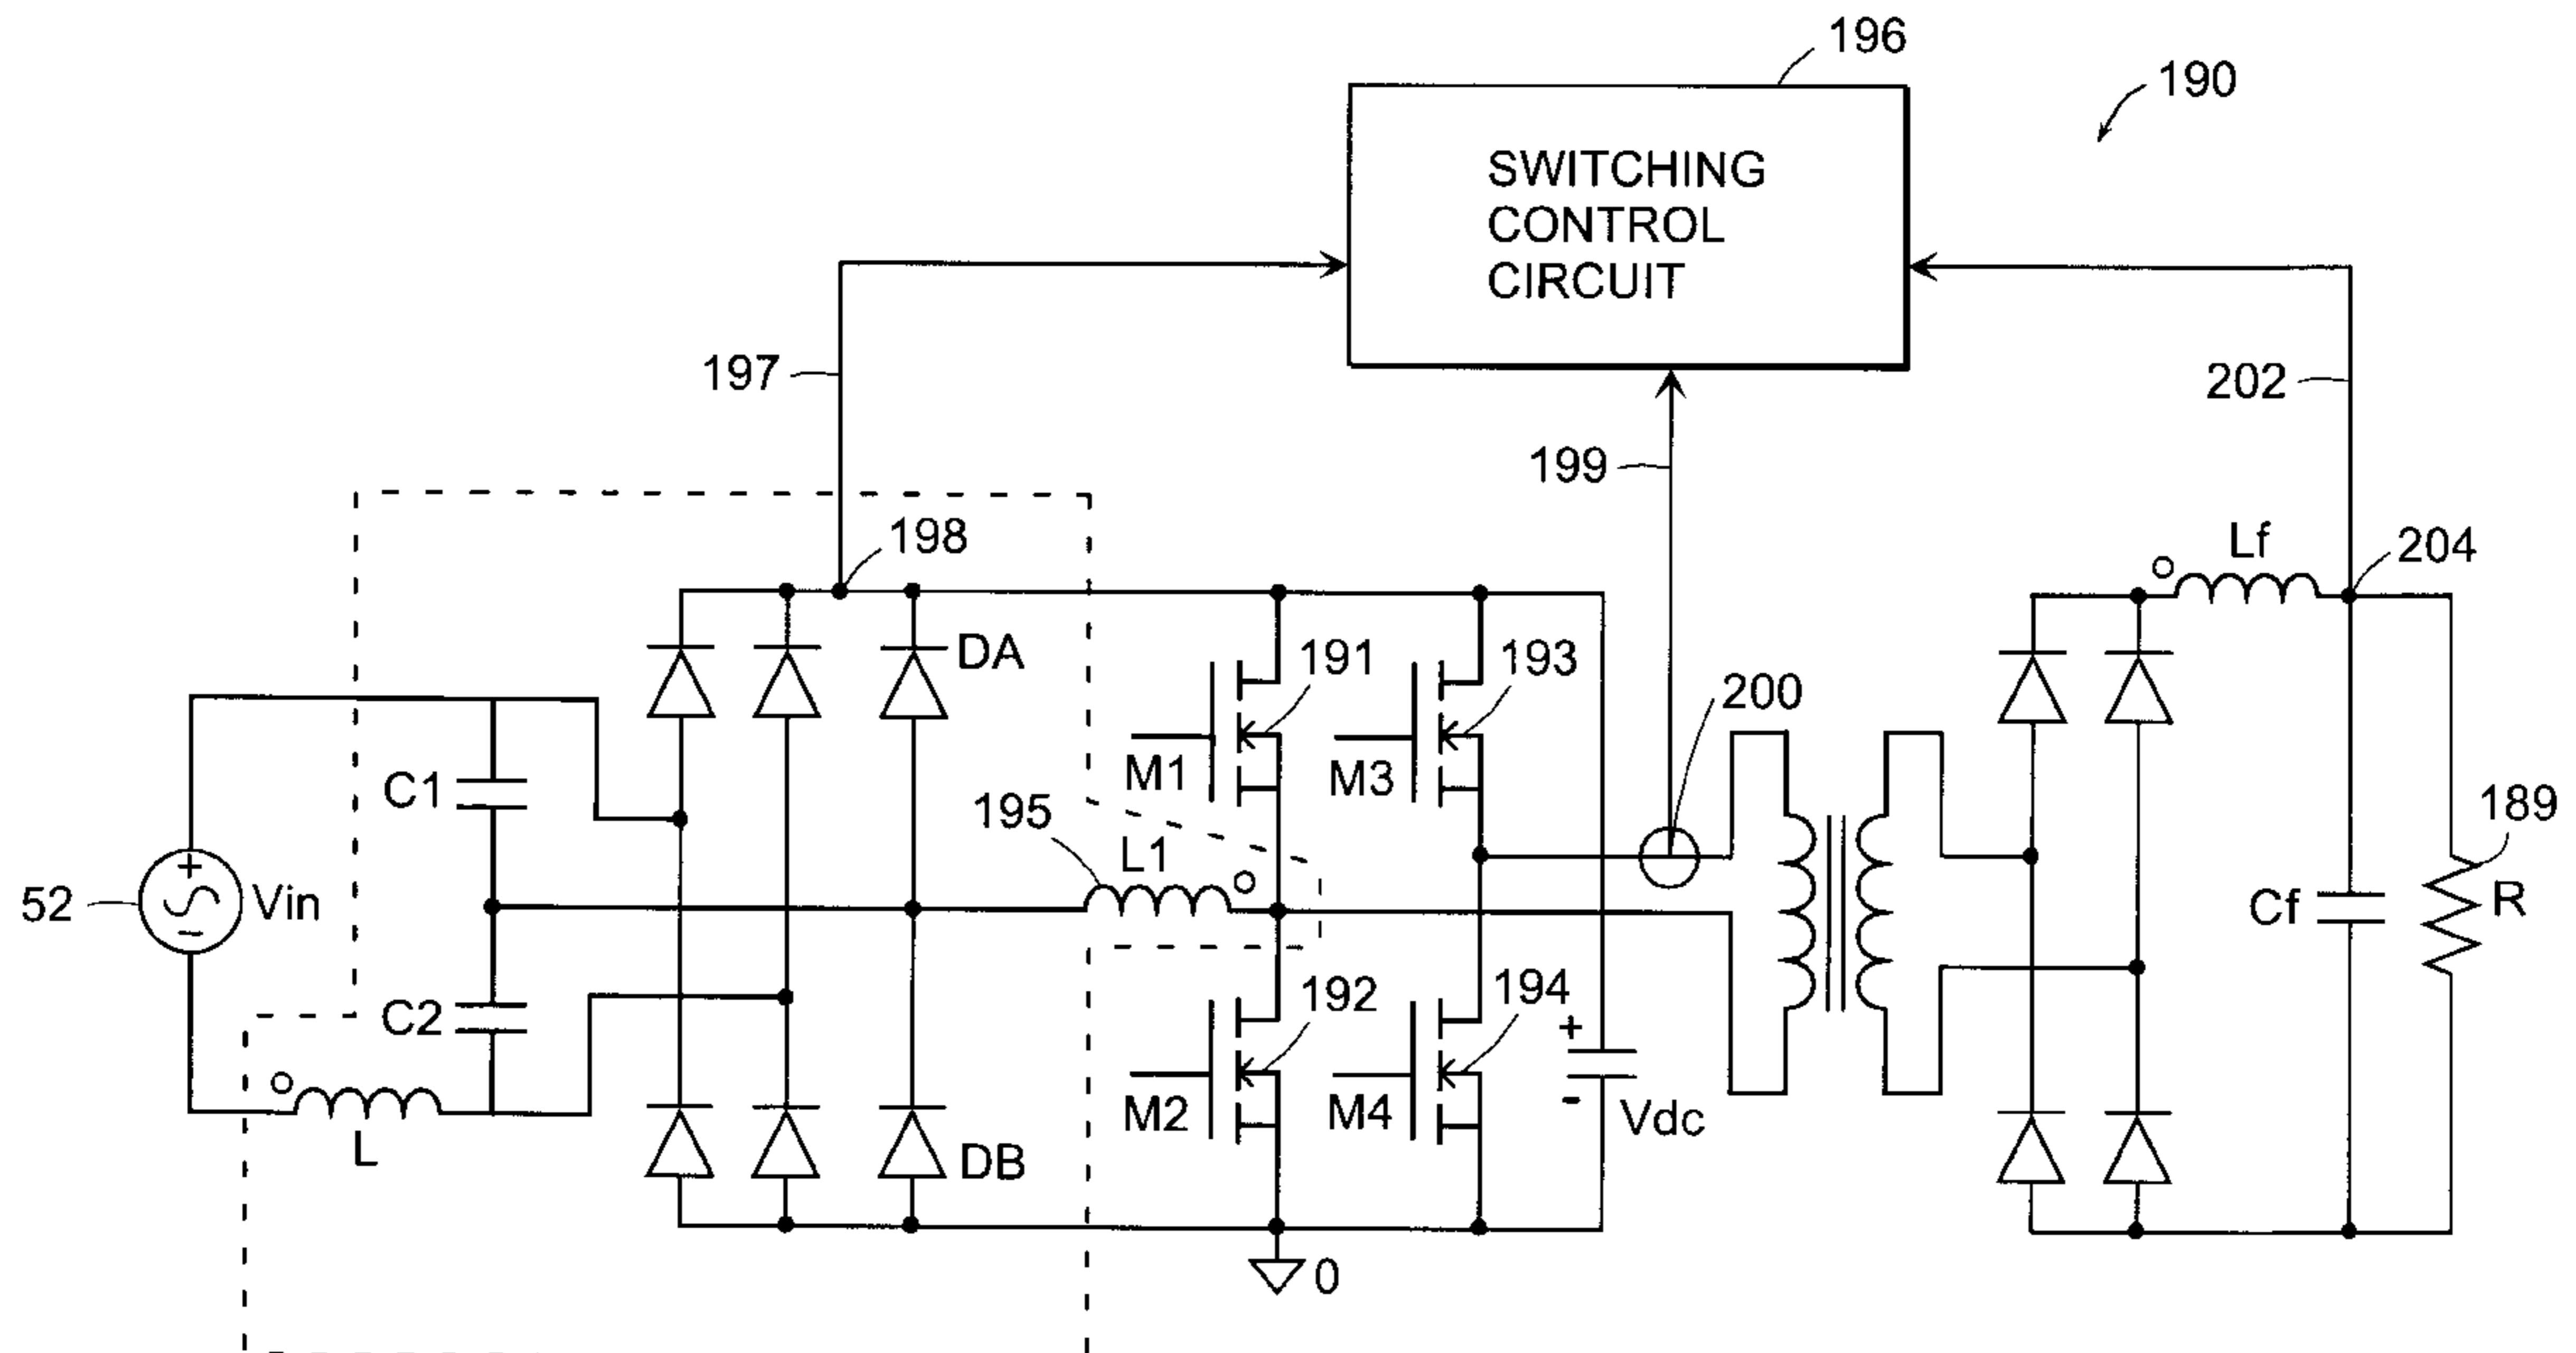 196
190
SWITCHING
CONTROL
CIRCUIT
197
202
199
198
Lf
204
DA
191
193
200
C1
M1
M3
189
195
L1
52
+
Vin
−
Cf
R
192
194
C2
+
M2
M4
-
Vdc
L
DB
0